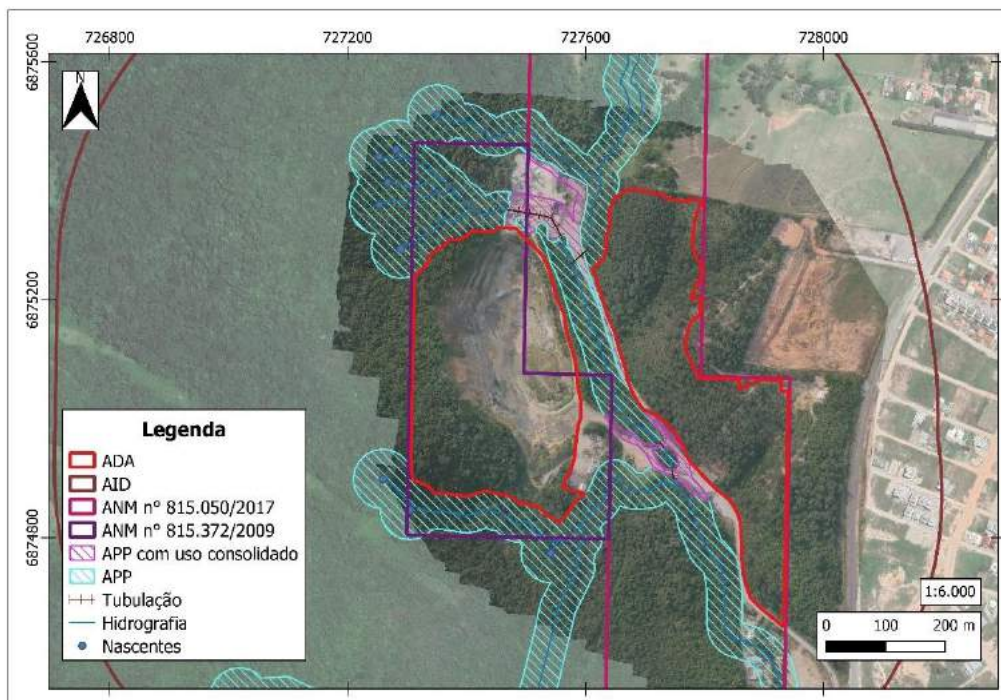 726800
727200
727600
728000
6875600
6875200
6874800
N
Legenda
ADA
AID
ANM nº 815.050/2017
ANM nº 815.372/2009
APP com uso consolidado
APP
Tubulação
Hidrografia
Nascentes
1:6.000
0 100 200 m